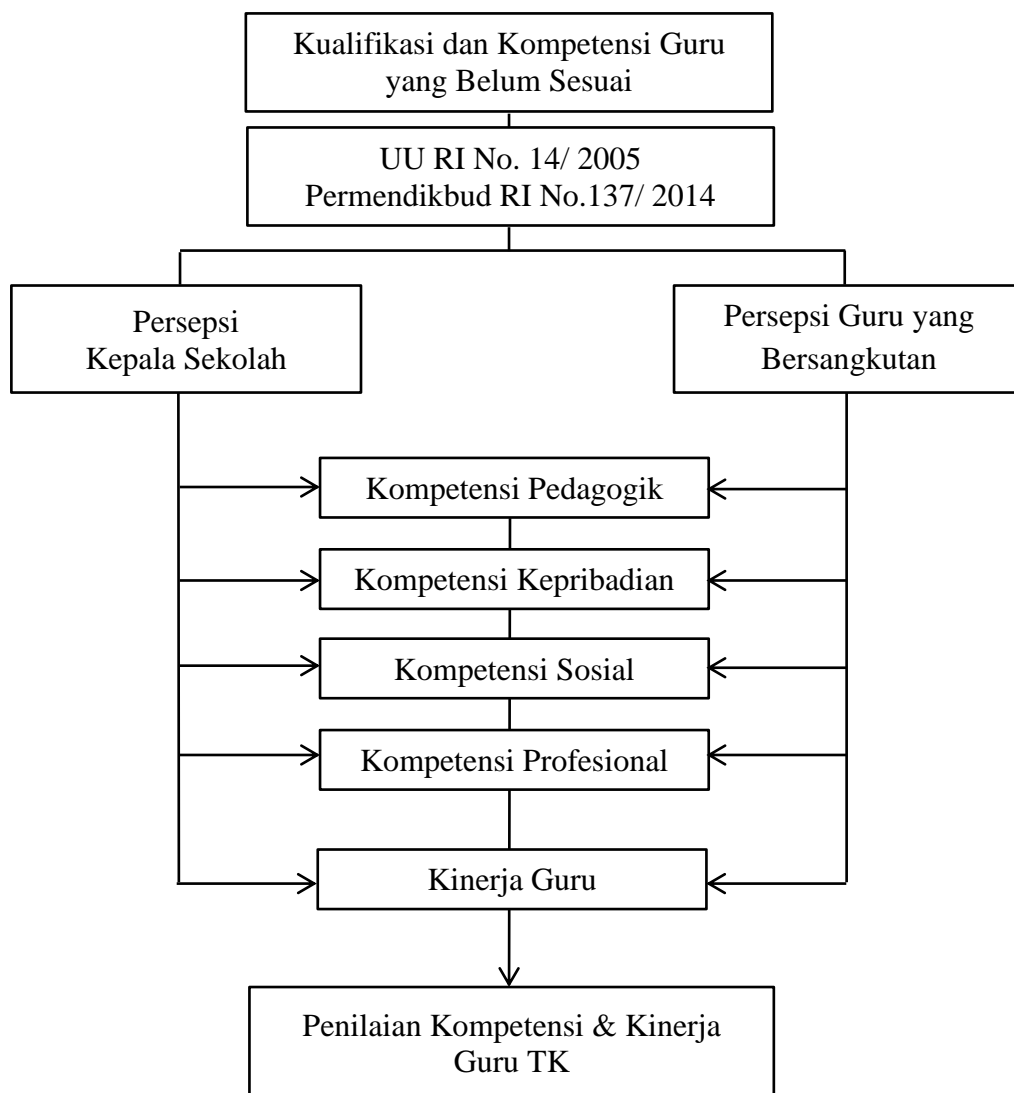 Kualifikasi dan Kompetensi Guru
yang Belum Sesuai
UU RI No. 14/ 2005
Permendikbud RI No.137/ 2014
Persepsi
Kepala Sekolah
Persepsi Guru yang
Bersangkutan
Kompetensi Pedagogik
Kompetensi Kepribadian
Kompetensi Sosial
Kompetensi Profesional
Kinerja Guru
Penilaian Kompetensi & Kinerja
Guru TK